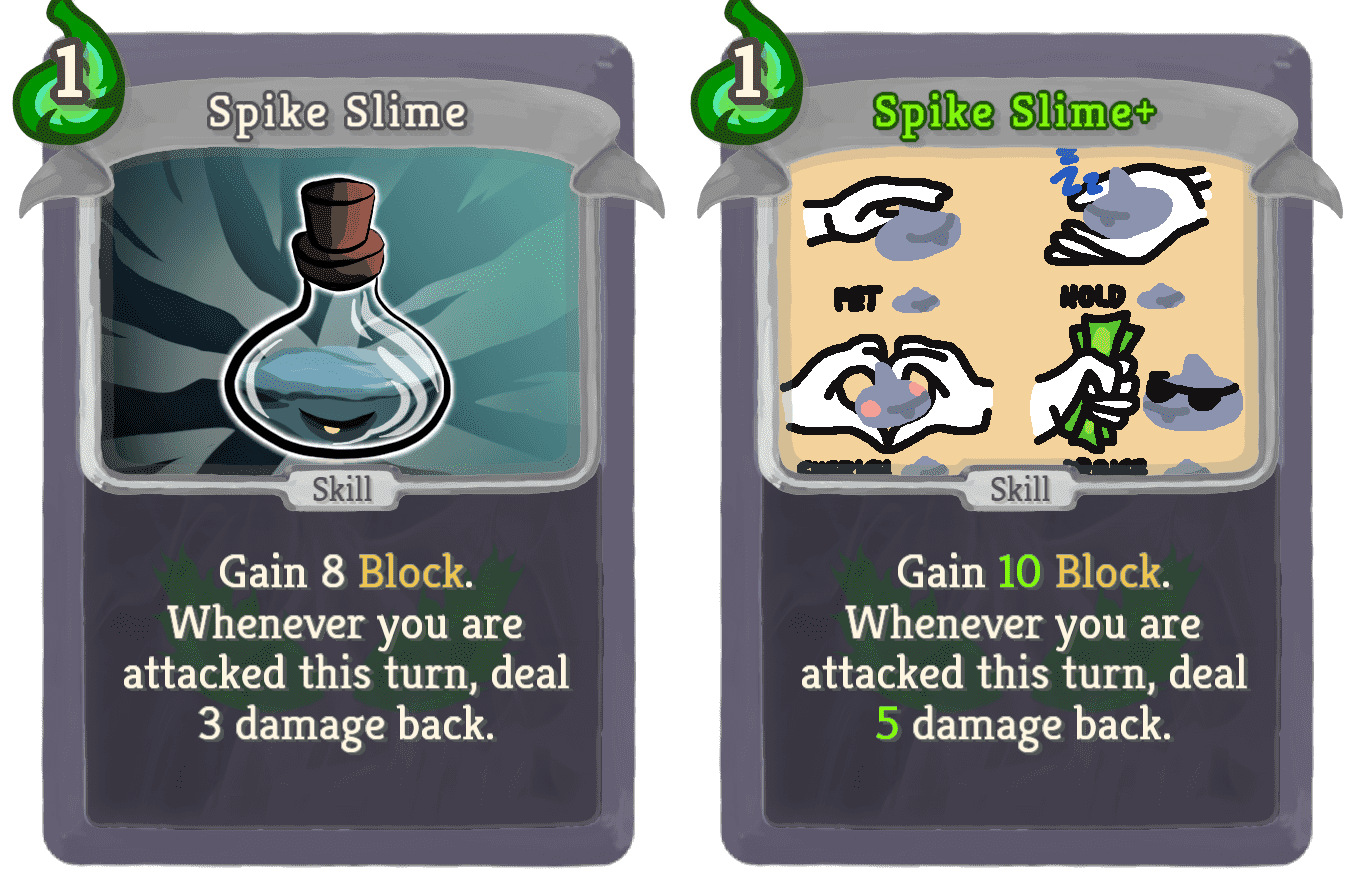 1
Spike Slime
Skill
Gain 8 Block.
Whenever you are
attacked this turn, deal
3 damage back.
1
Spike Slime+
z z z
PET
HOLD
Skill
Gain 10 Block.
Whenever you are
attacked this turn, deal
5 damage back.